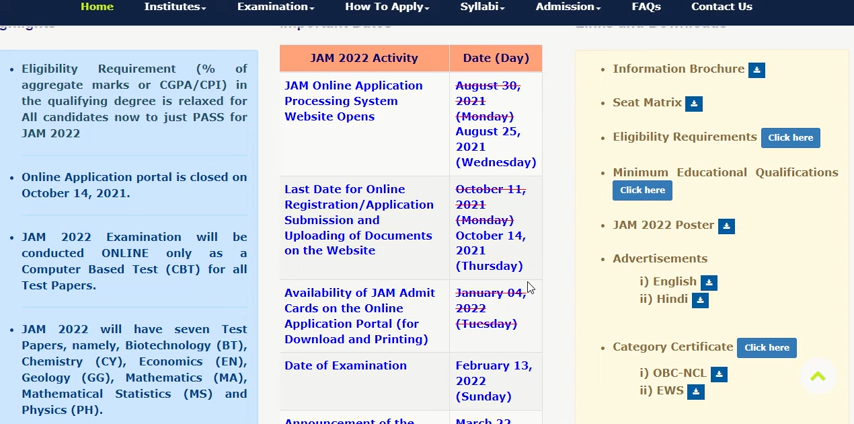 Home Institutes Examination How To Apply Syllabi Admission FAQs Contact Us
JAM 2022 Activity Date (Day)
Eligibility Requirement (% of
aggregate marks or CGPA/CPI) in
the qualifying degree is relaxed for
All candidates now to just PASS for
JAM 2022
Online Application portal is closed on
October 14, 2021.
JAM 2022 Examination will be
conducted ONLINE only as a
Computer Based Test (CBT) for all
Test Papers.
JAM 2022 will have seven Test
Papers, namely, Biotechnology (BT),
Chemistry (CY), Economics (EN),
Geology (GG), Mathematics (MA),
Mathematical Statistics (MS) and
Physics (PH).
JAM Online Application
Processing System
Website Opens
August 30,
2021
(Monday)
August 25,
2021
(Wednesday)
Last Date for Online
Registration/Application
Submission and
Uploading of Documents
on the Website
October 11,
2021
(Monday)
October 14,
2021
(Thursday)
Availability of JAM Admit
Cards on the Online
Application Portal (for
Download and Printing)
January 04,
2022
(Tuesday)
Date of Examination
February 13,
2022
(Sunday)
Announcement of the
March 22,
Information Brochure
Seat Matrix
Eligibility Requirements Click here
Minimum Educational Qualifications
Click here
JAM 2022 Poster
Advertisements
i) English
ii) Hindi
Category Certificate Click here
i) OBC-NCL
ii) EWS